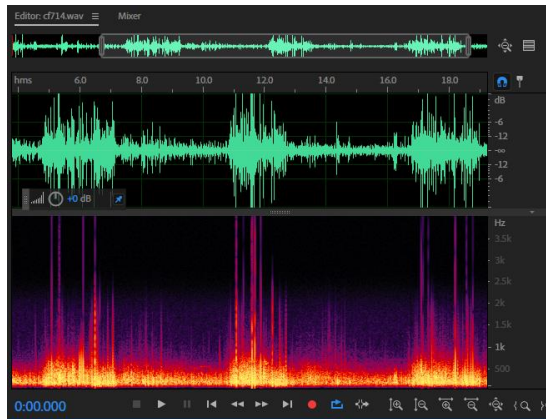 Editor: cf714.wav Mixer
hms 6.0 8.0 10.0 12.0 14.0 16.0 18.0
dB
-6
-12
-∞
-12
-6
+0 dB
Hz
3.5k
3k
2.5k
2k
1.5k
1k
500
0:00.000